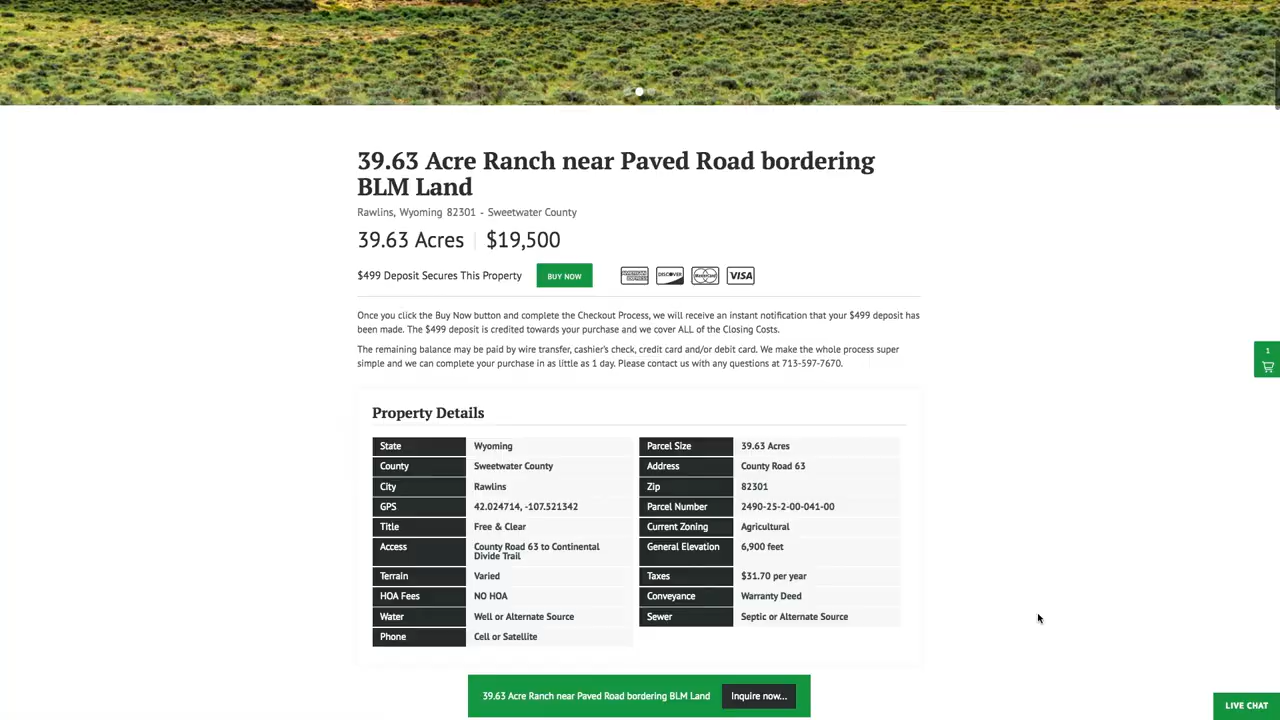 39.63 Acre Ranch near Paved Road bordering
BLM Land
Rawlins, Wyoming 82301 - Sweetwater County
39.63 Acres | $19,500
$499 Deposit Secures This Property BUY NOW AMERICAN EXPRESS DISCOVER MasterCard VISA
Once you click the Buy Now button and complete the Checkout Process, we will receive an instant notification that your $499 deposit has
been made. The $499 deposit is credited towards your purchase and we cover ALL of the Closing Costs.
The remaining balance may be paid by wire transfer, cashier's check, credit card and/or debit card. We make the whole process super
simple and we can complete your purchase in as little as 1 day. Please contact us with any questions at 713-597-7670.
1
Property Details
State Wyoming Parcel Size 39.63 Acres
County Sweetwater County Address County Road 63
City Rawlins Zip 82301
GPS 42.024714, -107.521342 Parcel Number 2490-25-2-00-041-00
Title Free & Clear Current Zoning Agricultural
Access County Road 63 to Continental General Elevation 6,900 feet
Divide Trail
Terrain Varied Taxes $31.70 per year
HOA Fees NO HOA Conveyance Warranty Deed
Water Well or Alternate Source Sewer Septic or Alternate Source
Phone Cell or Satellite
39.63 Acre Ranch near Paved Road bordering BLM Land Inquire now...
LIVE CHAT